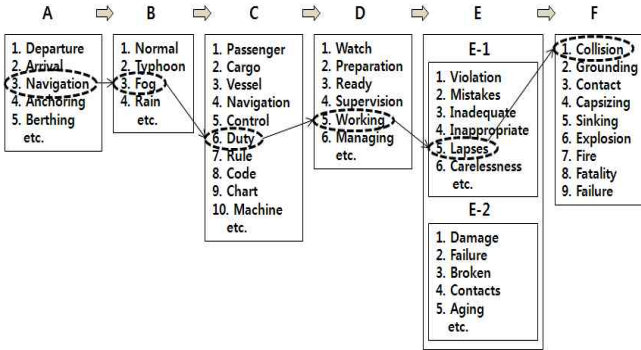 A
B
C
D
E
F
1. Departure
2. Arrival
3. Navigation
4. Anchoring
5. Berthing
etc.
1. Normal
2. Typhoon
3. Fog
4. Rain
etc.
1. Passenger
2. Cargo
3. Vessel
4. Navigation
5. Control
6. Duty
7. Rule
8. Code
9. Chart
10. Machine
etc.
1. Watch
2. Preparation
3. Ready
4. Supervision
5. Working
6. Managing
etc.
E-1
1. Violation
2. Mistakes
3. Inadequate
4. Inappropriate
5. Lapses
6. Carelessness
etc.
E-2
1. Damage
2. Failure
3. Broken
4. Contacts
5. Aging
etc.
1. Collision
2. Grounding
3. Contact
4. Capsizing
5. Sinking
6. Explosion
7. Fire
8. Fatality
9. Failure